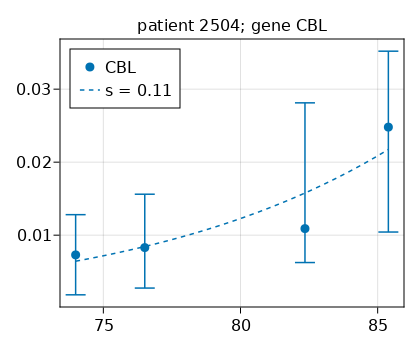 patient 2504; gene CBL
CBL
s = 0.11
0.03
0.02
0.01
75
80
85